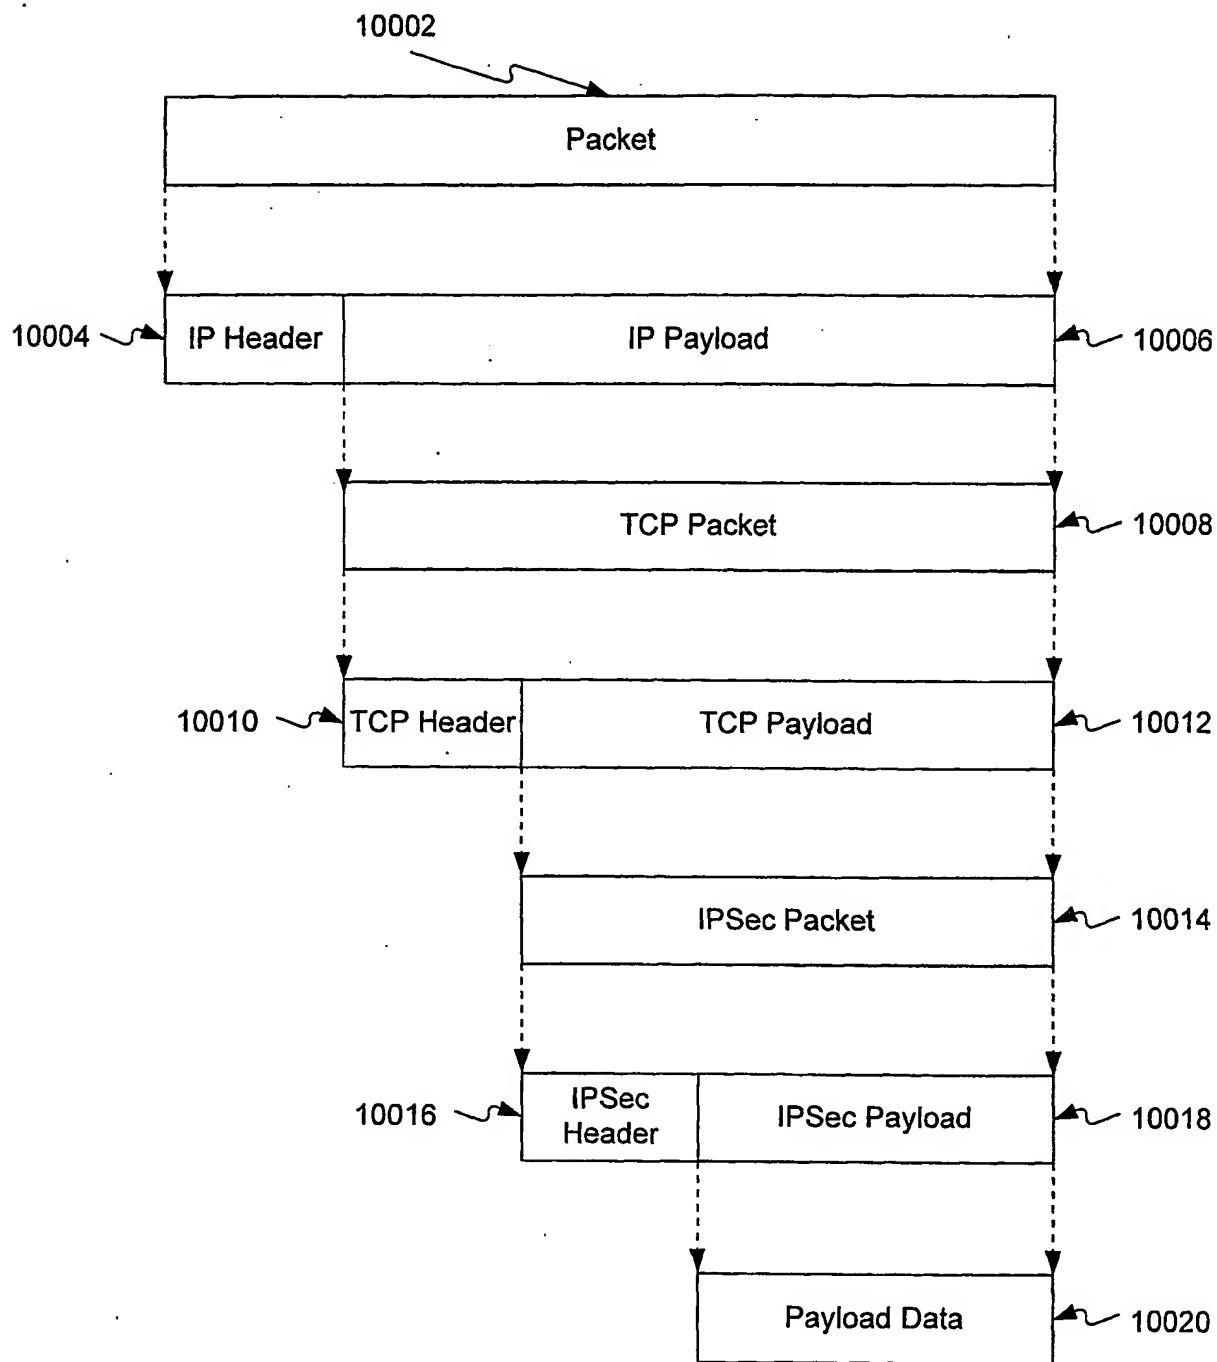 10002
Packet
10004
IP Header
IP Payload
10006
TCP Packet
10008
10010
TCP Header
TCP Payload
10012
IPSec Packet
10014
10016
IPSec
Header
IPSec Payload
10018
Payload Data
10020